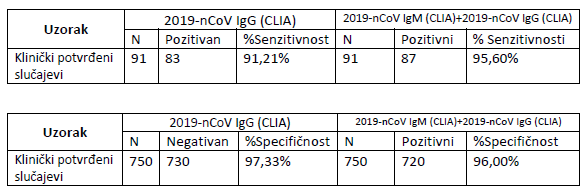 Uzorak 2019-nCoV IgG (CLIA) 2019-nCoV IgM (CLIA)+2019-nCoV IgG (CLIA)
N Pozitivan %Senzitivnost N Pozitivni % Senzitivnosti
Klinički potvrđeni slučajevi 91 83 91,21% 91 87 95,60%
Uzorak 2019-nCoV IgG (CLIA) 2019-nCoV IgM (CLIA)+2019-nCoV IgG (CLIA)
N Negativan %Specifičnost N Pozitivni %Specifičnost
Klinički potvrđeni slučajevi 750 730 97,33% 750 720 96,00%